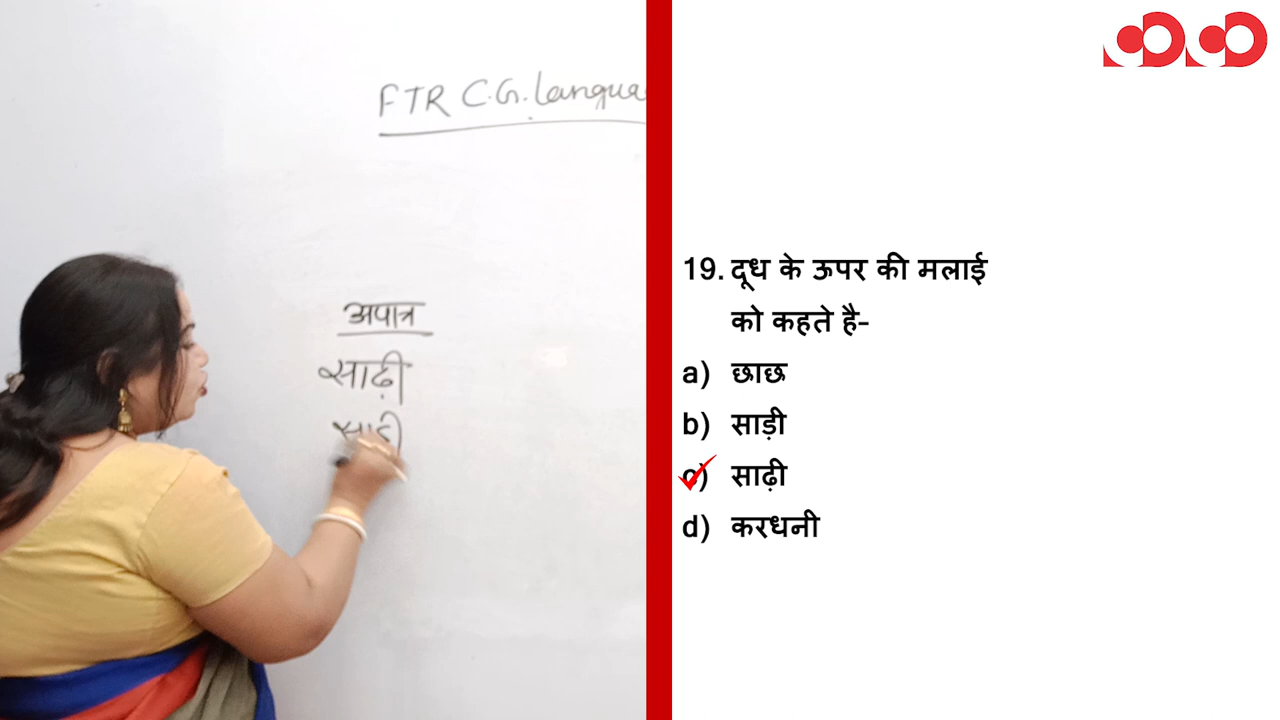 FTR C.G. Langua
अपात्र
साढ़ी
साड़ी
19. दूध के ऊपर की मलाई
को कहते है–
a) छाछ
b) साड़ी
c) साढ़ी
d) करधनी